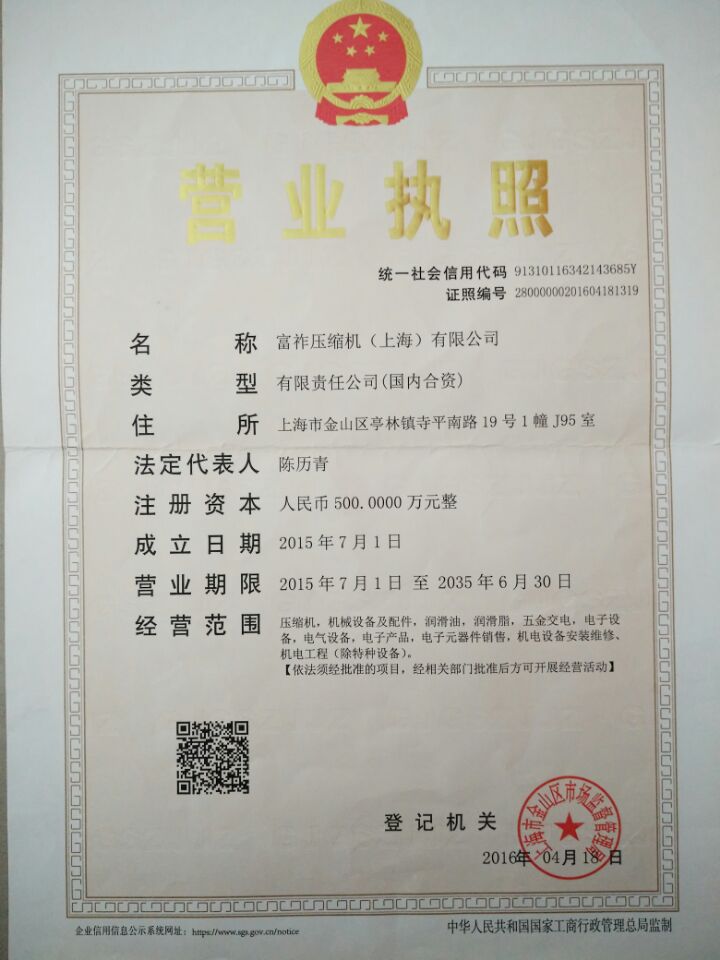 营业执照
统一社会信用代码 91310116342143685Y
证照编号 28000000201604181319
名称 富祚压缩机（上海）有限公司
类型 有限责任公司(国内合资)
住所 上海市金山区亭林镇寺平南路19号1幢J95室
法定代表人 陈历青
注册资本 人民币500.0000万元整
成立日期 2015年7月1日
营业期限 2015年7月1日 至 2035年6月30日
经营范围 压缩机，机械设备及配件，润滑油，润滑脂，五金交电，电子设
备，电气设备，电子产品，电子元器件销售，机电设备安装维修、
机电工程（除特种设备）。
【依法须经批准的项目，经相关部门批准后方可开展经营活动】
上海市金山区市场监督管理局
登记机关
2016年 04月 18日
企业信用信息公示系统网址：https://www.sgs.gov.cn/notice
中华人民共和国国家工商行政管理总局监制